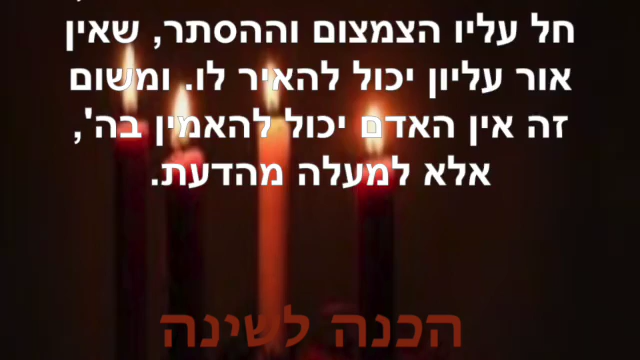 חל עליו הצמצום וההסתר, שאין
אור עליון יכול להאיר לו. ומשום
זה אין האדם יכול להאמין בה',
אלא למעלה מהדעת.
הכנה לשינה